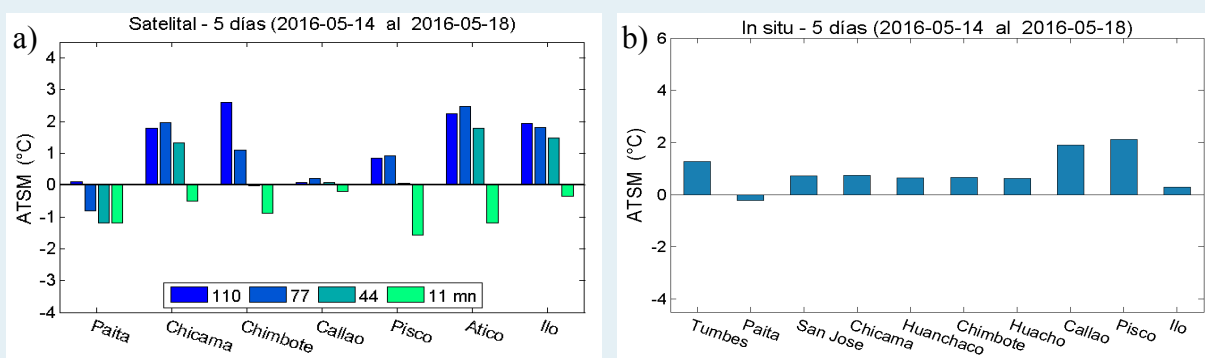 a)
Satelital - 5 días (2016-05-14 al 2016-05-18)
ATSM (°C)
4
3
2
1
0
-1
-2
-3
-4
110 77 44 11 mn
Paita Chicama Chimbote Callao Pisco Atico Ilo
b)
In situ - 5 días (2016-05-14 al 2016-05-18)
ATSM (°C)
6
4
2
0
-2
-4
Tumbes Paita San Jose Chicama Huanchaco Chimbote Huacho Callao Pisco Ilo